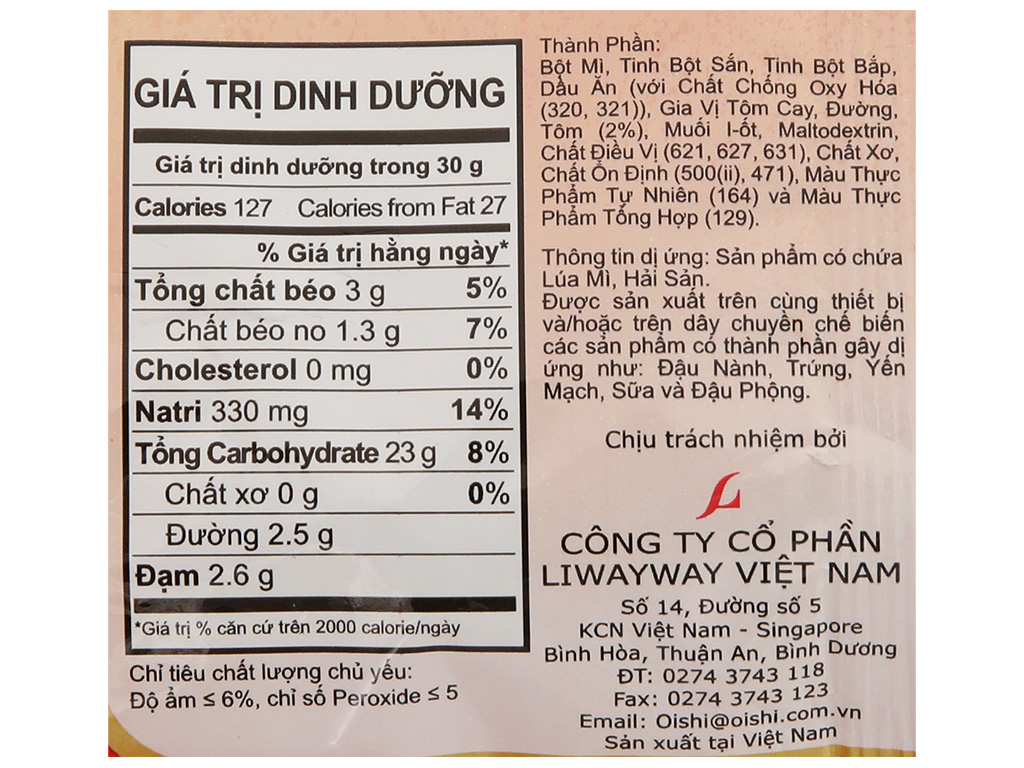 GIÁ TRỊ DINH DƯỠNG
Giá trị dinh dưỡng trong 30 g
Calories 127 Calories from Fat 27
% Giá trị hằng ngày*
Tổng chất béo 3 g 5%
Chất béo no 1.3 g 7%
Cholesterol 0 mg 0%
Natri 330 mg 14%
Tổng Carbohydrate 23 g 8%
Chất xơ 0 g 0%
Đường 2.5 g
Đạm 2.6 g
*Giá trị % căn cứ trên 2000 calorie/ngày
Chỉ tiêu chất lượng chủ yếu:
Độ ẩm ≤ 6%, chỉ số Peroxide ≤ 5
Thành Phần:
Bột Mì, Tinh Bột Sắn, Tinh Bột Bắp,
Dầu Ăn (với Chất Chống Oxy Hóa
(320, 321)), Gia Vị Tôm Cay, Đường,
Tôm (2%), Muối I-ốt, Maltodextrin,
Chất Điều Vị (621, 627, 631), Chất Xơ,
Chất Ổn Định (500(ii), 471), Màu Thực
Phẩm Tự Nhiên (164) và Màu Thực
Phẩm Tổng Hợp (129).
Thông tin dị ứng: Sản phẩm có chứa
Lúa Mì, Hải Sản.
Được sản xuất trên cùng thiết bị
và/hoặc trên dây chuyền chế biến
các sản phẩm có thành phần gây dị
ứng như: Đậu Nành, Trứng, Yến
Mạch, Sữa và Đậu Phộng.
Chịu trách nhiệm bởi
CÔNG TY CỔ PHẦN
LIWAYWAY VIỆT NAM
Số 14, Đường số 5
KCN Việt Nam - Singapore
Bình Hòa, Thuận An, Bình Dương
ĐT: 0274 3743 118
Fax: 0274 3743 123
Email: Oishi@oishi.com.vn
Sản xuất tại Việt Nam